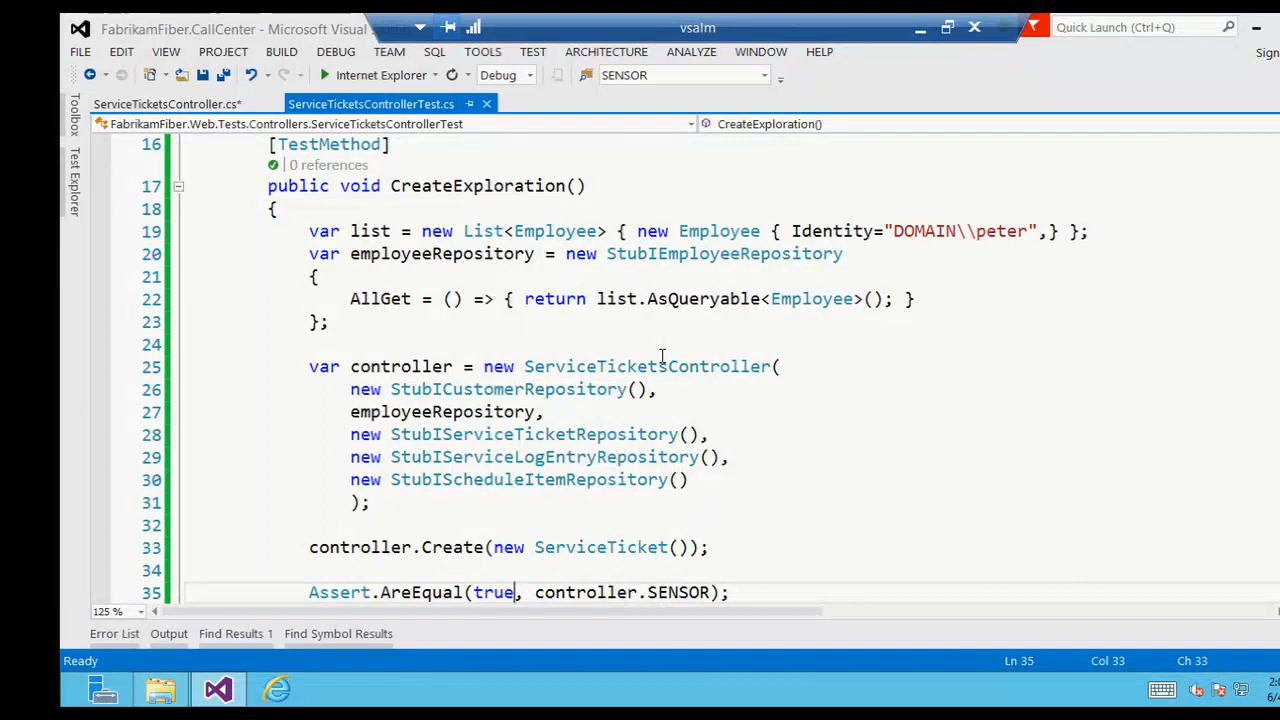 FabrikamFiber.CallCenter - Microsoft Visual
vsalm
Quick Launch (Ctrl+Q)
FILE EDIT VIEW PROJECT BUILD DEBUG TEAM SQL TOOLS TEST ARCHITECTURE ANALYZE WINDOW HELP
Sign
Internet Explorer Debug SENSOR
Toolbox
Test Explorer
ServiceTicketsController.cs* ServiceTicketsControllerTest.cs
FabrikamFiber.Web.Tests.Controllers.ServiceTicketsControllerTest CreateExploration()
16 [TestMethod]
0 references
17 public void CreateExploration()
18 {
19 var list = new List<Employee> { new Employee { Identity="DOMAIN\\peter",} };
20 var employeeRepository = new StubIEmployeeRepository
21 {
22 AllGet = () => { return list.AsQueryable<Employee>(); }
23 };
24
25 var controller = new ServiceTicketsController(
26 new StubICustomerRepository(),
27 employeeRepository,
28 new StubIServiceTicketRepository(),
29 new StubIServiceLogEntryRepository(),
30 new StubIScheduleItemRepository()
31 );
32
33 controller.Create(new ServiceTicket());
34
35 Assert.AreEqual(true, controller.SENSOR);
125 %
Error List Output Find Results 1 Find Symbol Results
Ready Ln 35 Col 33 Ch 33